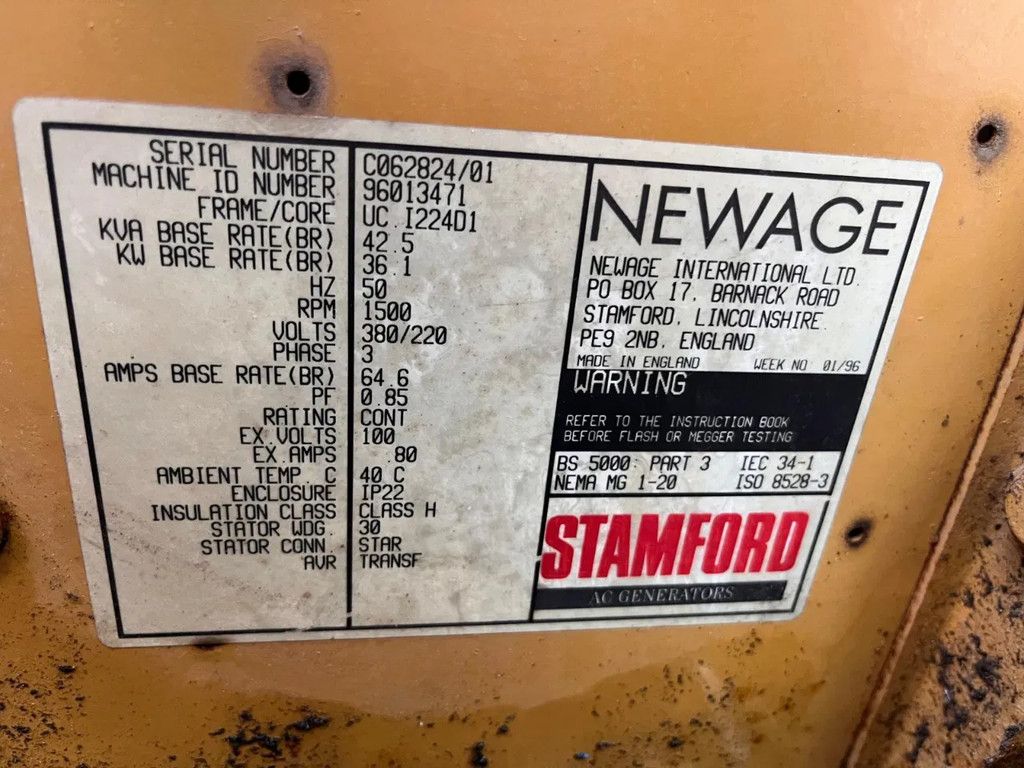 SERIAL NUMBER C062824/01
MACHINE ID NUMBER 96013471
FRAME/CORE UC.I224D1
KVA BASE RATE(BR) 42.5
KW BASE RATE(BR) 36.1
HZ 50
RPM 1500
VOLTS 380/220
PHASE 3
AMPS BASE RATE(BR) 64.6
PF 0.85
RATING CONT
EX.VOLTS 100
EX.AMPS .80
AMBIENT TEMP. C 40 C
ENCLOSURE IP22
INSULATION CLASS CLASS H
STATOR WDG. 30
STATOR CONN. STAR
AVR TRANSF
NEWAGE
NEWAGE INTERNATIONAL LTD.
PO BOX 17, BARNACK ROAD
STAMFORD, LINCOLNSHIRE.
PE9 2NB, ENGLAND
MADE IN ENGLAND WEEK NO 01/96
WARNING
REFER TO THE INSTRUCTION BOOK
BEFORE FLASH OR MEGGER TESTING
BS 5000: PART 3 IEC 34-1
NEMA MG 1-20 ISO 8528-3
STAMFORD
AC GENERATORS